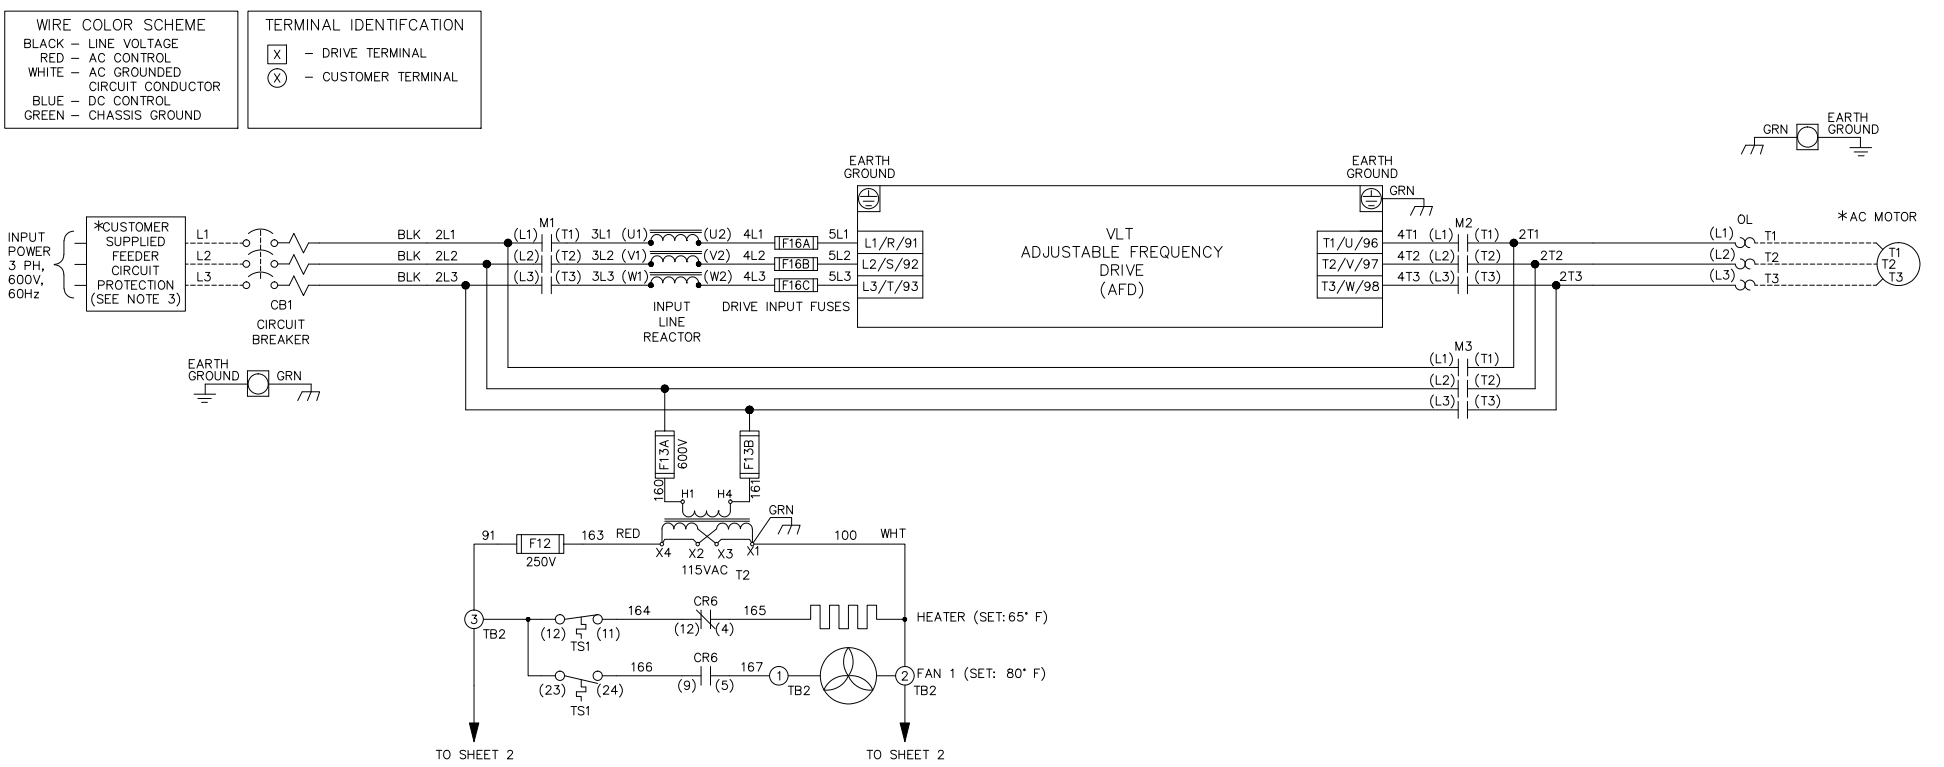 WIRE COLOR SCHEME
BLACK – LINE VOLTAGE
RED – AC CONTROL
WHITE – AC GROUNDED
CIRCUIT CONDUCTOR
BLUE – DC CONTROL
GREEN – CHASSIS GROUND
TERMINAL IDENTIFCATION
X – DRIVE TERMINAL
X – CUSTOMER TERMINAL
INPUT
POWER
3 PH,
600V,
60Hz
*CUSTOMER
SUPPLIED
FEEDER
CIRCUIT
PROTECTION
(SEE NOTE 3)
L1
L2
L3
CB1
CIRCUIT
BREAKER
EARTH
GROUND
GRN
BLK 2L1
BLK 2L2
BLK 2L3
M1
(L1) (T1) 3L1 (U1) (U2) 4L1 F16A 5L1
(L2) (T2) 3L2 (V1) (V2) 4L2 F16B 5L2
(L3) (T3) 3L3 (W1) (W2) 4L3 F16C 5L3
INPUT
LINE
REACTOR
DRIVE INPUT FUSES
EARTH
GROUND
L1/R/91
L2/S/92
L3/T/93
VLT
ADJUSTABLE FREQUENCY
DRIVE
(AFD)
EARTH
GROUND
GRN
T1/U/96
T2/V/97
T3/W/98
M2
4T1 (L1) (T1) 2T1
4T2 (L2) (T2) 2T2
4T3 (L3) (T3) 2T3
M3
(L1) (T1)
(L2) (T2)
(L3) (T3)
GRN
EARTH
GROUND
OL
(L1) T1
(L2) T2
(L3) T3
*AC MOTOR
T1
T2
T3
F13A
600V
F13B
160
161
H1 H4
GRN
91 F12 163 RED
250V
X4 X2 X3 X1
115VAC T2
100 WHT
3
TB2
(12) (11)
TS1
164
CR6
(12) (4)
165
HEATER (SET:65° F)
(23) (24)
TS1
166
CR6
(9) (5)
167
1
TB2
2
TB2
FAN 1 (SET: 80° F)
TO SHEET 2
TO SHEET 2